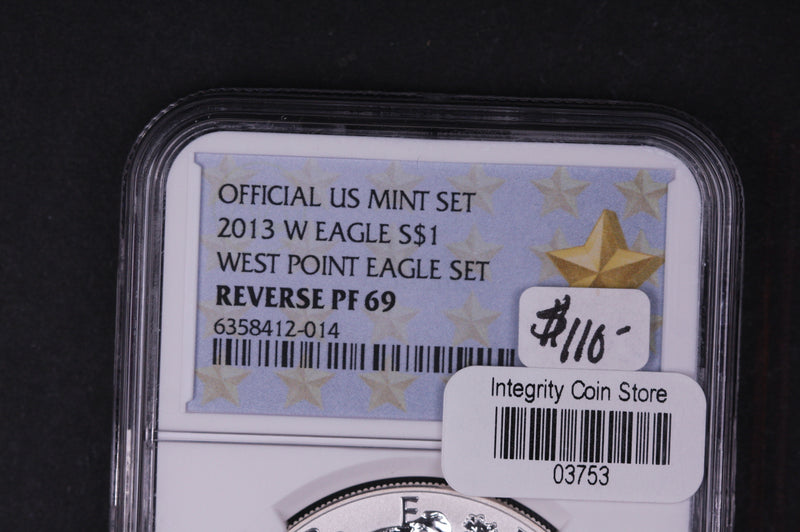 OFFICIAL US MINT SET
2013 W EAGLE S$1
WEST POINT EAGLE SET
REVERSE PF 69
6358412-014
$110-
Integrity Coin Store
03753
E